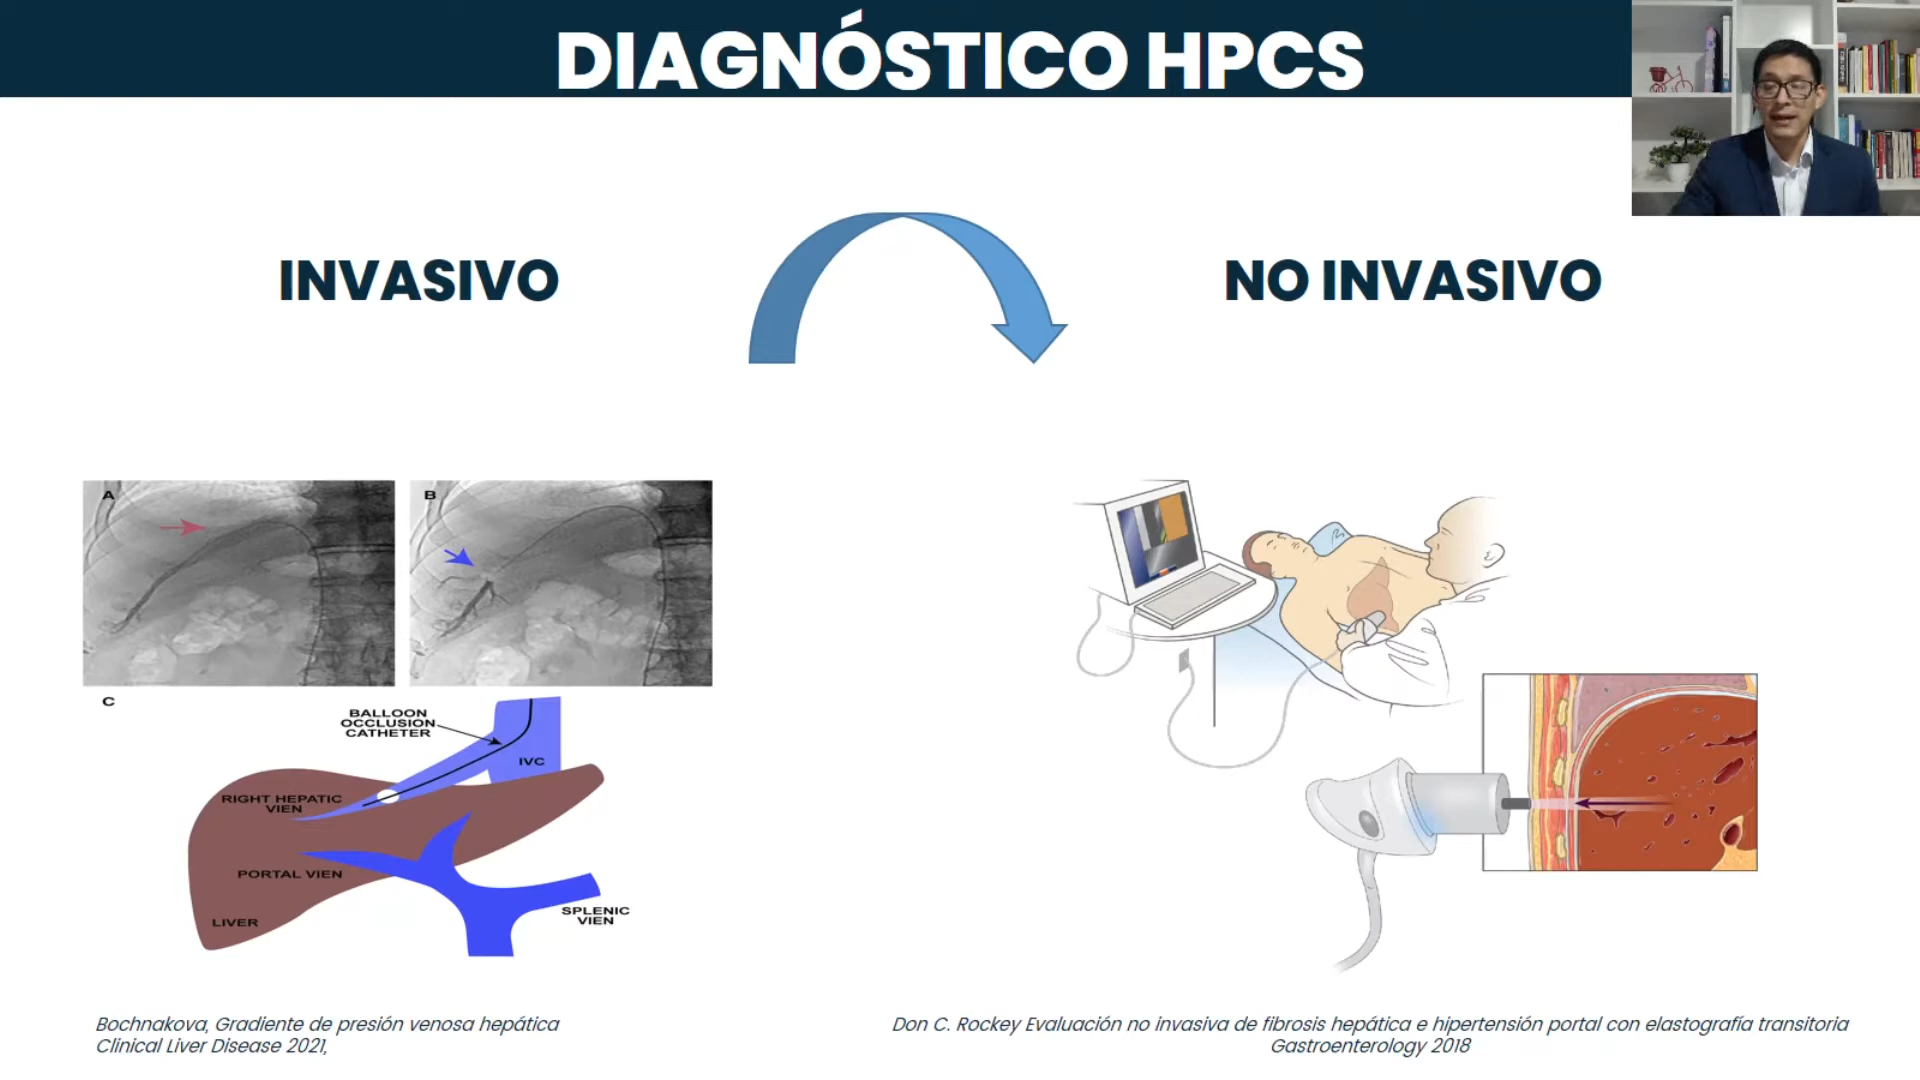 DIAGNÓSTICO HPCS
INVASIVO
NO INVASIVO
A
B
C
BALLOON
OCCLUSION
CATHETER
IVC
RIGHT HEPATIC
VIEN
PORTAL VIEN
LIVER
SPLENIC
VIEN
Bochnakova, Gradiente de presión venosa hepática
Clinical Liver Disease 2021,
Don C. Rockey Evaluación no invasiva de fibrosis hepática e hipertensión portal con elastografía transitoria
Gastroenterology 2018